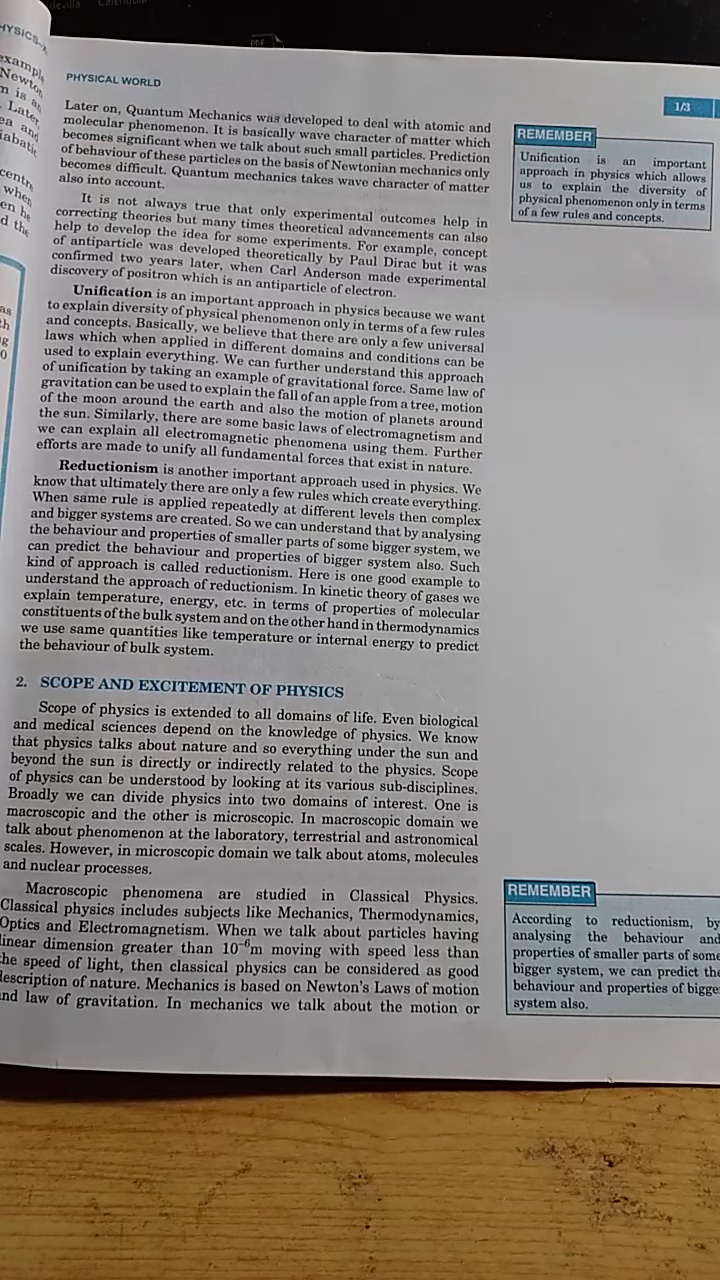 PHYSICAL WORLD
1/3
Later on, Quantum Mechanics was developed to deal with atomic and
molecular phenomenon. It is basically wave character of matter which
becomes significant when we talk about such small particles. Prediction
of behaviour of these particles on the basis of Newtonian mechanics only
becomes difficult. Quantum mechanics takes wave character of matter
also into account.
It is not always true that only experimental outcomes help in
correcting theories but many times theoretical advancements can also
help to develop the idea for some experiments. For example, concept
of antiparticle was developed theoretically by Paul Dirac but it was
confirmed two years later, when Carl Anderson made experimental
discovery of positron which is an antiparticle of electron.
Unification is an important approach in physics because we want
to explain diversity of physical phenomenon only in terms of a few rules
and concepts. Basically, we believe that there are only a few universal
laws which when applied in different domains and conditions can be
used to explain everything. We can further understand this approach
of unification by taking an example of gravitational force. Same law of
gravitation can be used to explain the fall of an apple from a tree, motion
of the moon around the earth and also the motion of planets around
the sun. Similarly, there are some basic laws of electromagnetism and
we can explain all electromagnetic phenomena using them. Further
efforts are made to unify all fundamental forces that exist in nature.
Reductionism is another important approach used in physics. We
know that ultimately there are only a few rules which create everything.
When same rule is applied repeatedly at different levels then complex
and bigger systems are created. So we can understand that by analysing
the behaviour and properties of smaller parts of some bigger system, we
can predict the behaviour and properties of bigger system also. Such
kind of approach is called reductionism. Here is one good example to
understand the approach of reductionism. In kinetic theory of gases we
explain temperature, energy, etc. in terms of properties of molecular
constituents of the bulk system and on the other hand in thermodynamics
we use same quantities like temperature or internal energy to predict
the behaviour of bulk system.
2. SCOPE AND EXCITEMENT OF PHYSICS
Scope of physics is extended to all domains of life. Even biological
and medical sciences depend on the knowledge of physics. We know
that physics talks about nature and so everything under the sun and
beyond the sun is directly or indirectly related to the physics. Scope
of physics can be understood by looking at its various sub-disciplines.
Broadly we can divide physics into two domains of interest. One is
macroscopic and the other is microscopic. In macroscopic domain we
talk about phenomenon at the laboratory, terrestrial and astronomical
scales. However, in microscopic domain we talk about atoms, molecules
and nuclear processes.
Macroscopic phenomena are studied in Classical Physics.
Classical physics includes subjects like Mechanics, Thermodynamics,
Optics and Electromagnetism. When we talk about particles having
linear dimension greater than 10⁻⁶m moving with speed less than
the speed of light, then classical physics can be considered as good
description of nature. Mechanics is based on Newton's Laws of motion
and law of gravitation. In mechanics we talk about the motion or
REMEMBER
Unification is an important
approach in physics which allows
us to explain the diversity of
physical phenomenon only in terms
of a few rules and concepts.
REMEMBER
According to reductionism, by
analysing the behaviour and
properties of smaller parts of some
bigger system, we can predict the
behaviour and properties of bigge
system also.